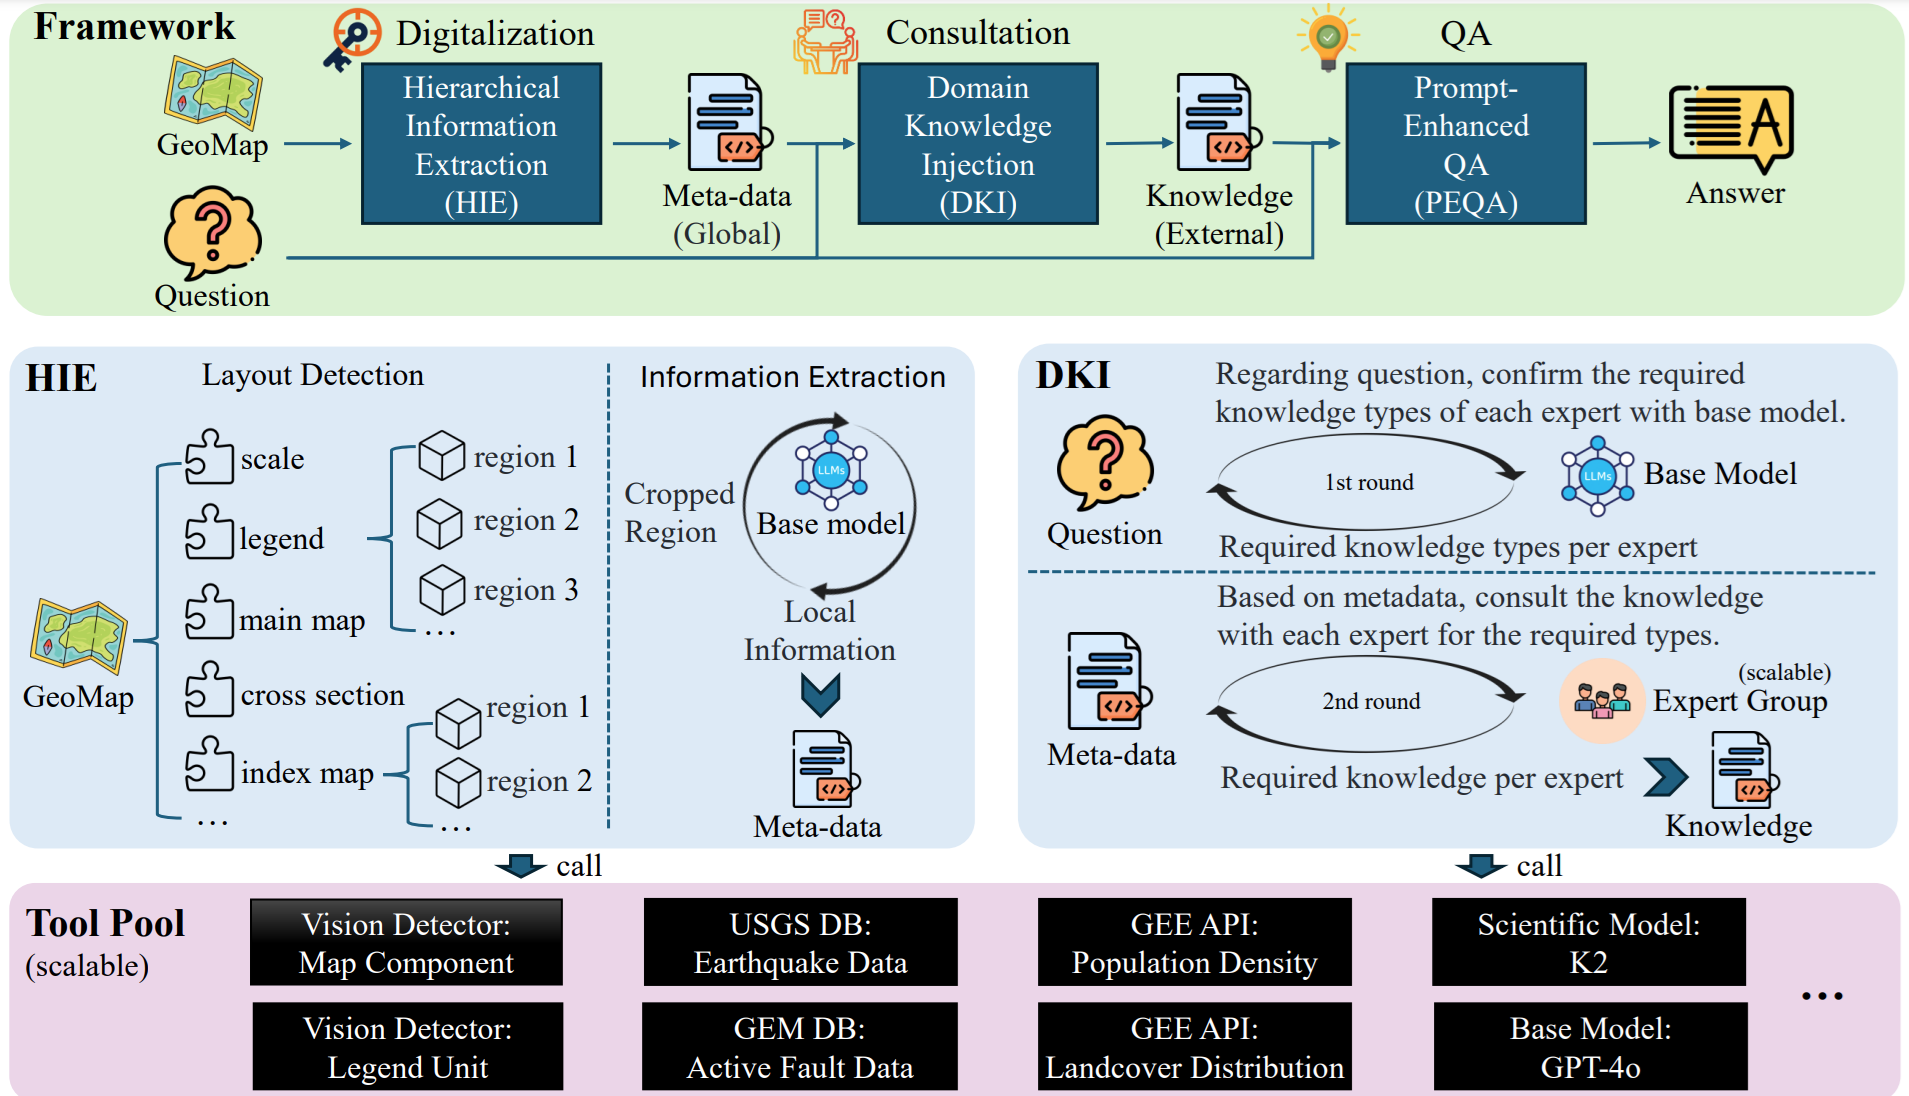 Framework
Digitalization
Consultation
QA
GeoMap
Hierarchical
Information
Extraction
(HIE)
Meta-data
(Global)
Domain
Knowledge
Injection
(DKI)
Knowledge
(External)
Prompt-
Enhanced
QA
(PEQA)
A
Answer
Question
HIE
Layout Detection
GeoMap
scale
legend
main map
cross section
index map
...
region 1
region 2
region 3
...
region 1
region 2
...
Information Extraction
LLMs
Base model
Cropped
Region
Local
Information
Meta-data
DKI
Regarding question, confirm the required
knowledge types of each expert with base model.
Question
1st round
LLMs
Base Model
Required knowledge types per expert
Based on metadata, consult the knowledge
with each expert for the required types.
Meta-data
2nd round
(scalable)
Expert Group
Required knowledge per expert
Knowledge
call
call
Tool Pool
(scalable)
Vision Detector:
Map Component
USGS DB:
Earthquake Data
GEE API:
Population Density
Scientific Model:
K2
Vision Detector:
Legend Unit
GEM DB:
Active Fault Data
GEE API:
Landcover Distribution
Base Model:
GPT-4o
...